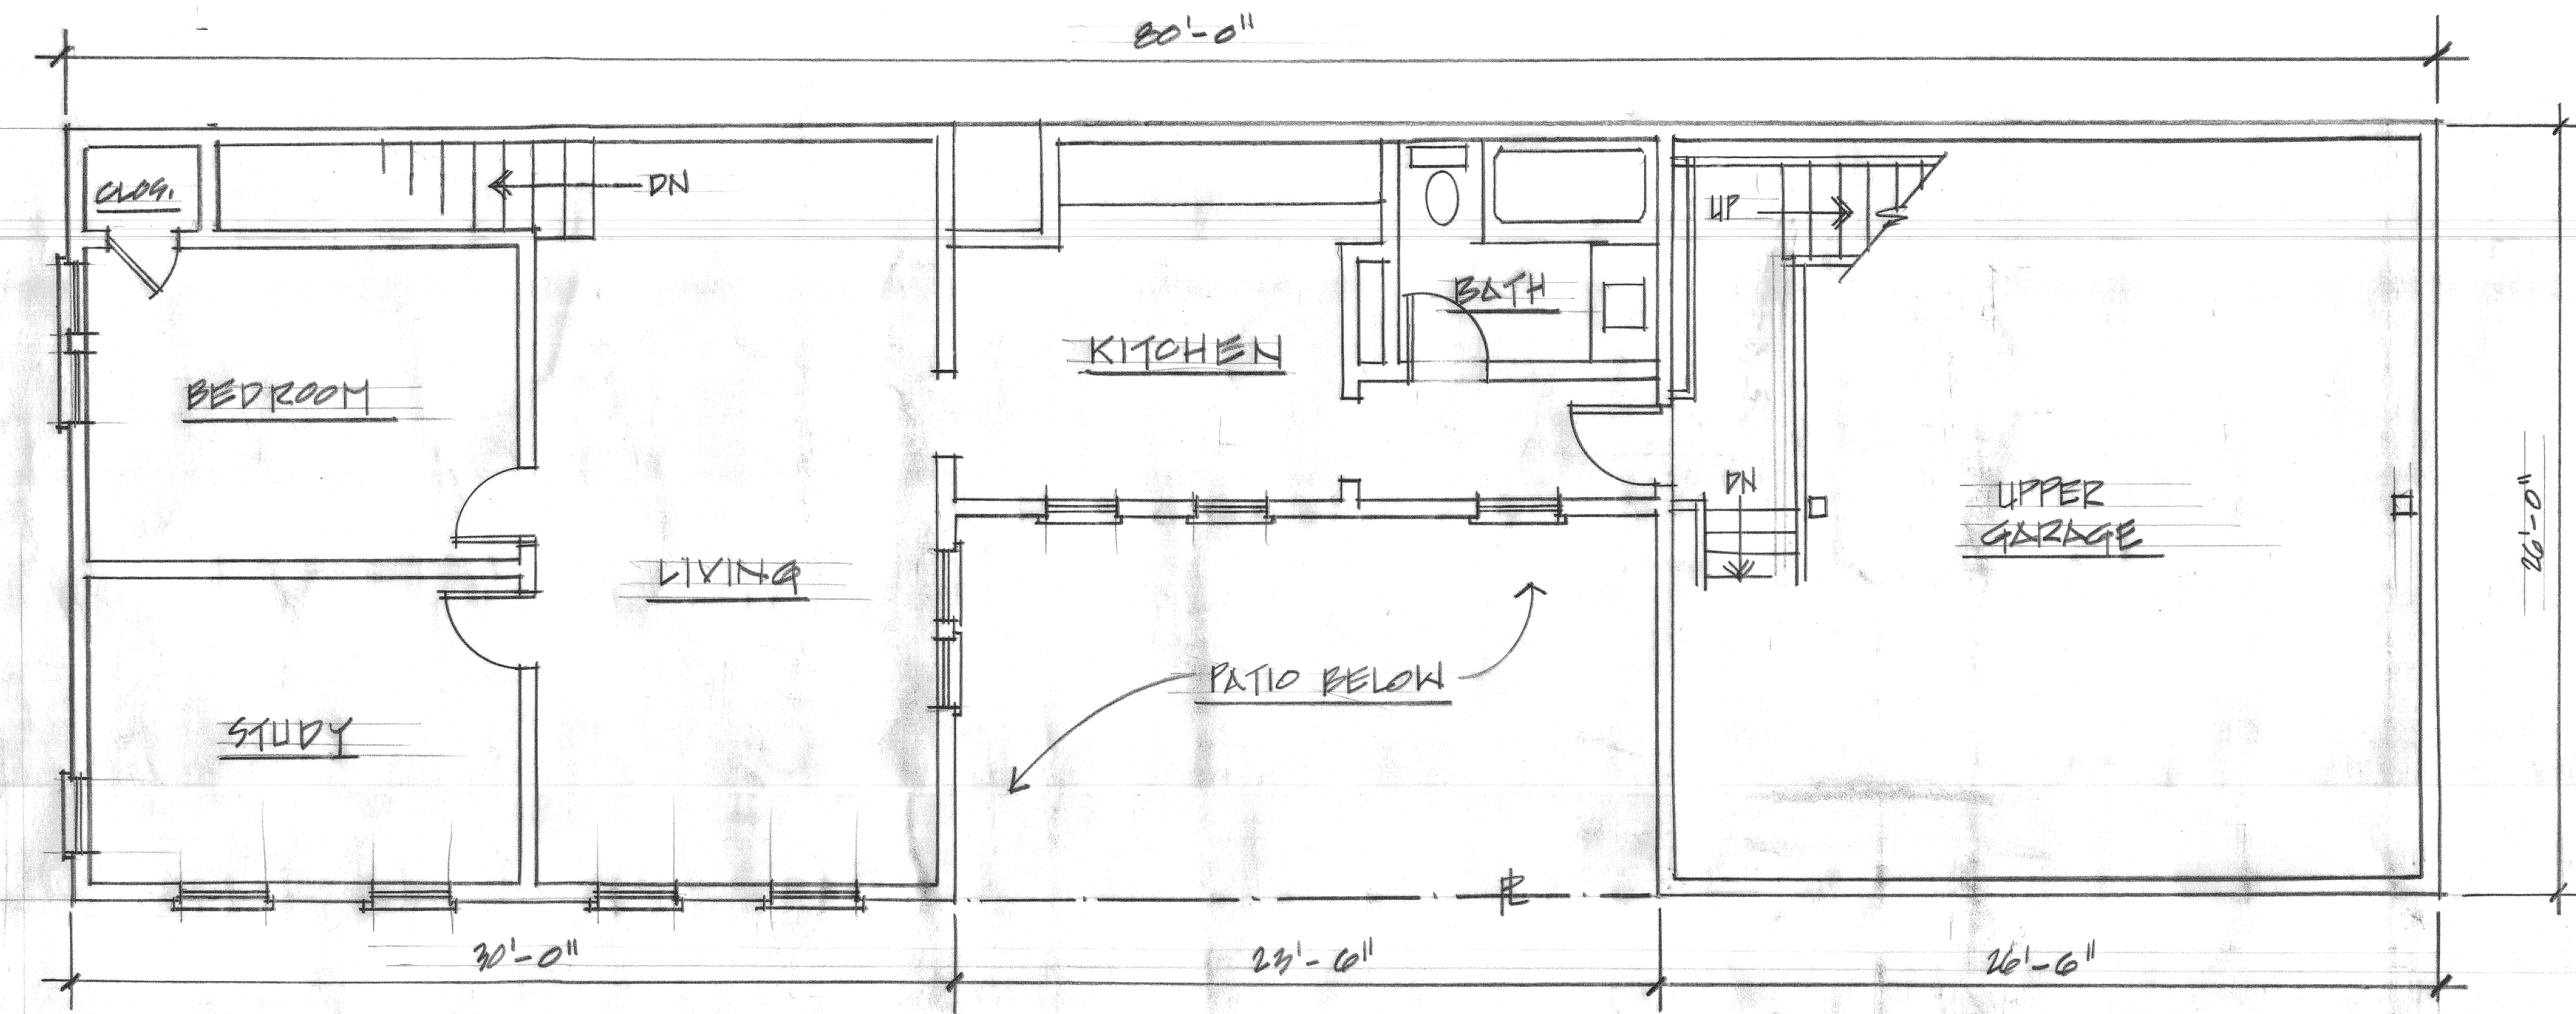 80'-0"
CLOS.
DN
UP
BATH
KITCHEN
BEDROOM
DN
UPPER
GARAGE
26'-0"
LIVING
PATIO BELOW
STUDY
PL
30'-0"
23'-6"
26'-6"